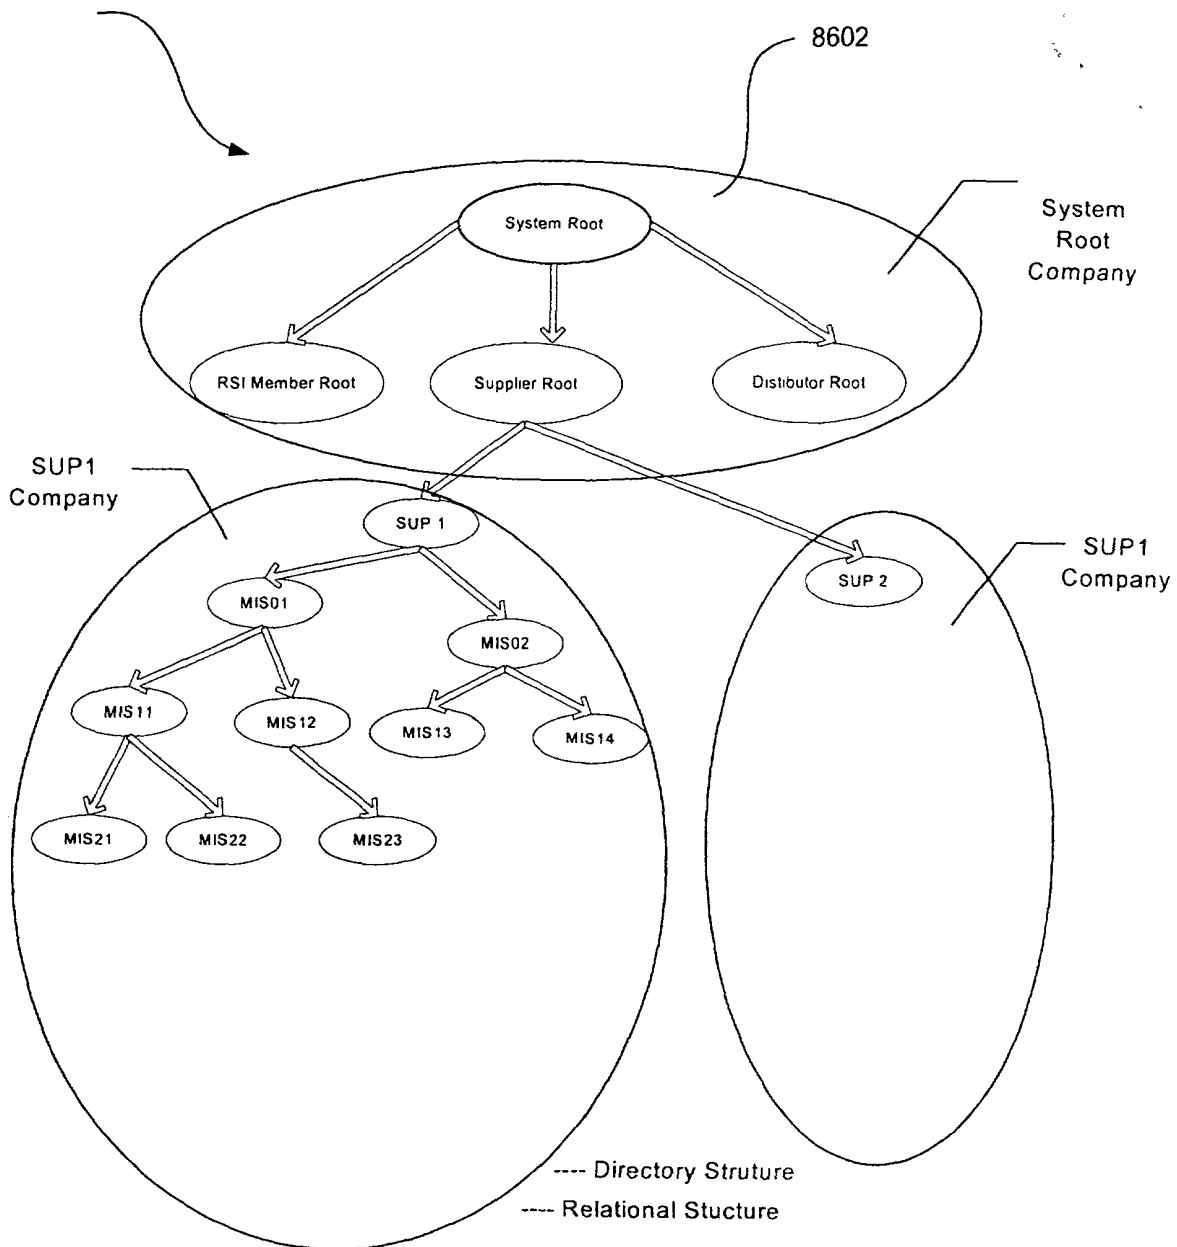 8602
System
Root
Company
System Root
RSI Member Root
Supplier Root
Distibutor Root
SUP1
Company
SUP 1
SUP 2
SUP1
Company
MIS01
MIS02
MIS11
MIS12
MIS13
MIS14
MIS21
MIS22
MIS23
---- Directory Struture
---- Relational Stucture